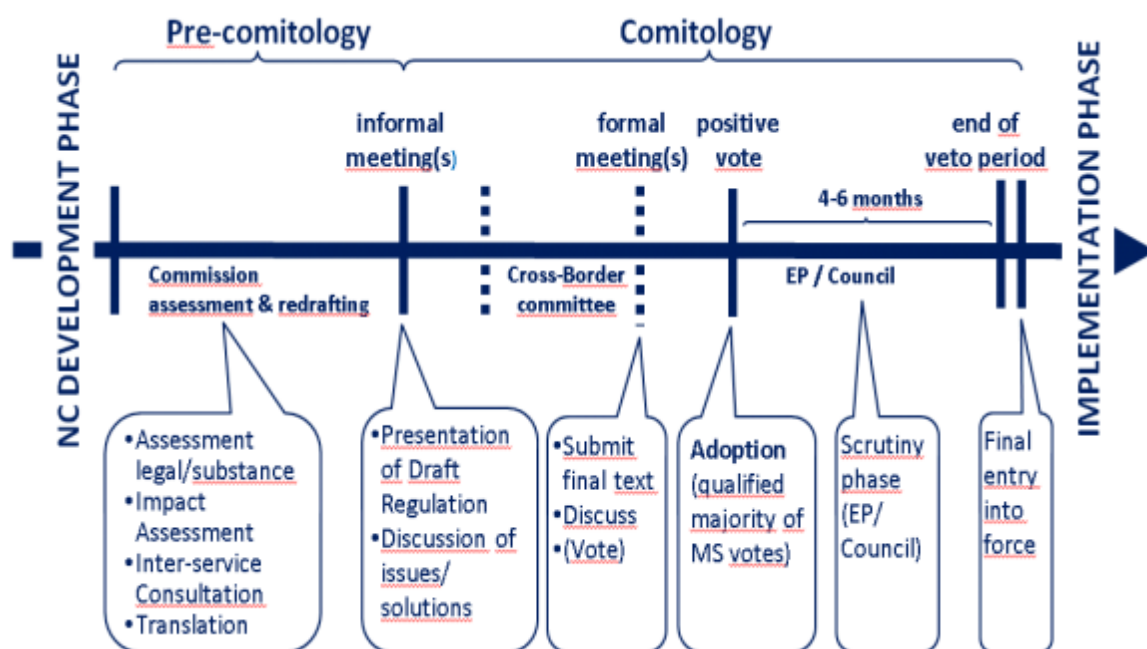 Pre-comitology
Comitology
NC DEVELOPMENT PHASE
IMPLEMENTATION PHASE
informal
meeting(s)
formal
meeting(s)
positive
vote
end of
veto period
4-6 months
Commission
assessment & redrafting
Cross-Border
committee
EP / Council
•Assessment
legal/substance
•Impact
Assessment
•Inter-service
Consultation
•Translation
•Presentation
of Draft
Regulation
•Discussion of
issues/
solutions
•Submit
final text
•Discuss
•(Vote)
Adoption
(qualified
majority of
MS votes)
Scrutiny
phase
(EP/
Council)
Final
entry
into
force